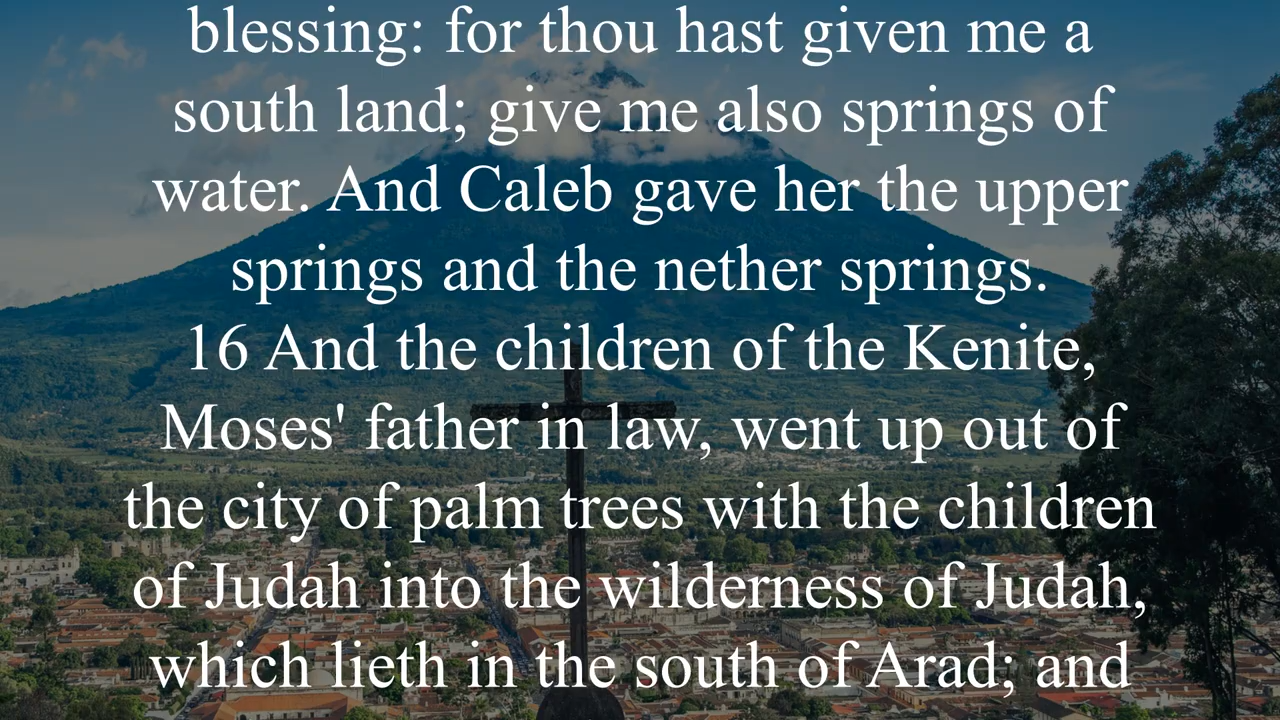 blessing: for thou hast given me a
south land; give me also springs of
water. And Caleb gave her the upper
springs and the nether springs.
16 And the children of the Kenite,
Moses' father in law, went up out of
the city of palm trees with the children
of Judah into the wilderness of Judah,
which lieth in the south of Arad; and